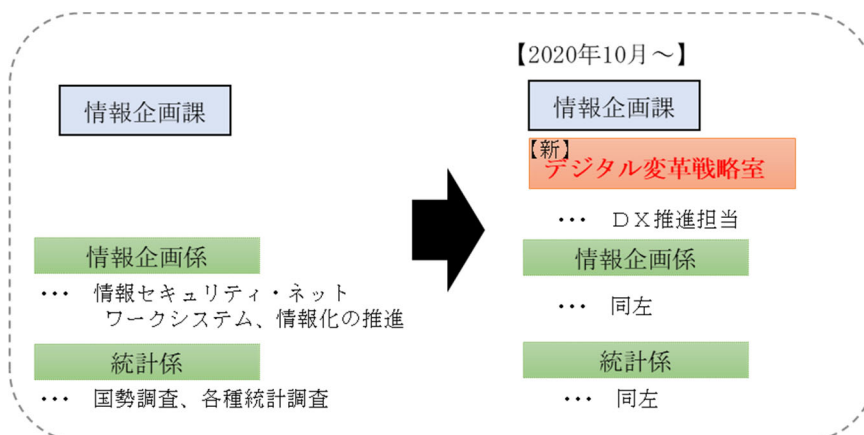 情報企画課
情報企画係
・・・ 情報セキュリティ・ネット
ワークシステム、情報化の推進
統計係
・・・ 国勢調査、各種統計調査
【2020年10月～】
情報企画課
【新】
デジタル変革戦略室
・・・ ＤＸ推進担当
情報企画係
・・・ 同左
統計係
・・・ 同左